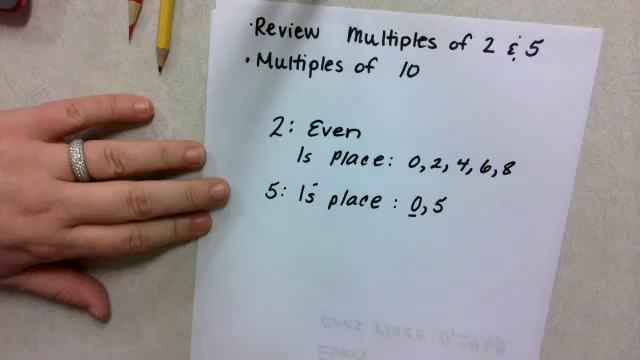 • Review Multiples of 2 & 5
• Multiples of 10
2: Even
1s place: 0, 2, 4, 6, 8
5: 1s place: 0, 5